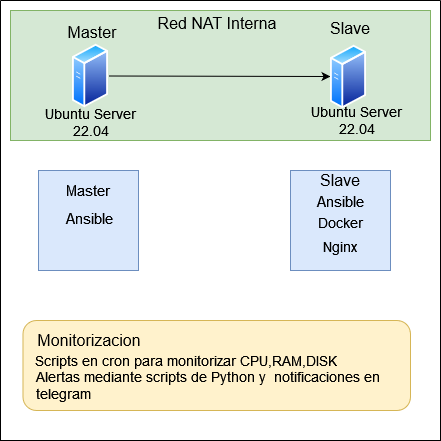 Red NAT Interna
Master
Slave
Ubuntu Server
22.04
Ubuntu Server
22.04
Master
Ansible
Slave
Ansible
Docker
Nginx
Monitorizacion
Scripts en cron para monitorizar CPU,RAM,DISK
Alertas mediante scripts de Python y notificaciones en
telegram